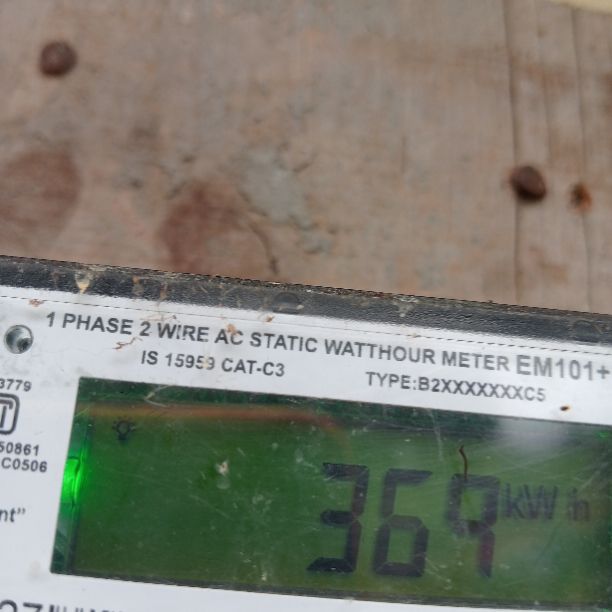 1 PHASE 2 WIRE AC STATIC WATTHOUR METER EM101+
IS 15959 CAT-C3
TYPE:B2XXXXXXXC5
3779
50861
C0506
nt"
369 kWh